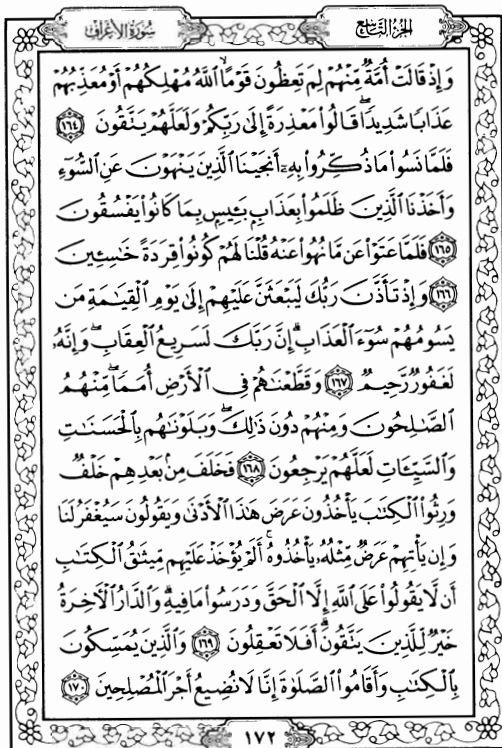 الجزء التاسع
سورة الأعراف
وَإِذْ قَالَتْ أُمَّةٌ مِّنْهُمْ لِمَ تَعِظُونَ قَوْمًا ٱللَّهُ مُهْلِكُهُمْ أَوْ مُعَذِّبُهُمْ
عَذَابًا شَدِيدًا ۖ قَالُوا۟ مَعْذِرَةً إِلَىٰ رَبِّكُمْ وَلَعَلَّهُمْ يَتَّقُونَ ١٦٤
فَلَمَّا نَسُوا۟ مَا ذُكِّرُوا۟ بِهِۦٓ أَنجَيْنَا ٱلَّذِينَ يَنْهَوْنَ عَنِ ٱلسُّوٓءِ
وَأَخَذْنَا ٱلَّذِينَ ظَلَمُوا۟ بِعَذَابٍۭ بَـِٔيسٍۭ بِمَا كَانُوا۟ يَفْسُقُونَ
١٦٥ فَلَمَّا عَتَوْا۟ عَن مَّا نُهُوا۟ عَنْهُ قُلْنَا لَهُمْ كُونُوا۟ قِرَدَةً خَـٰسِـِٔينَ
١٦٦ وَإِذْ تَأَذَّنَ رَبُّكَ لَيَبْعَثَنَّ عَلَيْهِمْ إِلَىٰ يَوْمِ ٱلْقِيَـٰمَةِ مَن
يَسُومُهُمْ سُوٓءَ ٱلْعَذَابِ ۗ إِنَّ رَبَّكَ لَسَرِيعُ ٱلْعِقَابِ ۖ وَإِنَّهُۥ
لَغَفُورٌ رَّحِيمٌ ١٦٧ وَقَطَّعْنَـٰهُمْ فِى ٱلْأَرْضِ أُمَمًا ۖ مِّنْهُمُ
ٱلصَّـٰلِحُونَ وَمِنْهُمْ دُونَ ذَٰلِكَ ۖ وَبَلَوْنَـٰهُم بِٱلْحَسَنَـٰتِ
وَٱلسَّيِّـَٔاتِ لَعَلَّهُمْ يَرْجِعُونَ ١٦٨ فَخَلَفَ مِنۢ بَعْدِهِمْ خَلْفٌ
وَرِثُوا۟ ٱلْكِتَـٰبَ يَأْخُذُونَ عَرَضَ هَـٰذَا ٱلْأَدْنَىٰ وَيَقُولُونَ سَيُغْفَرُ لَنَا
وَإِن يَأْتِهِمْ عَرَضٌ مِّثْلُهُۥ يَأْخُذُوهُ ۚ أَلَمْ يُؤْخَذْ عَلَيْهِم مِّيثَـٰقُ ٱلْكِتَـٰبِ
أَن لَّا يَقُولُوا۟ عَلَى ٱللَّهِ إِلَّا ٱلْحَقَّ وَدَرَسُوا۟ مَا فِيهِ ۗ وَٱلدَّارُ ٱلْـَٔاخِرَةُ
خَيْرٌ لِّلَّذِينَ يَتَّقُونَ ۗ أَفَلَا تَعْقِلُونَ ١٦٩ وَٱلَّذِينَ يُمَسِّكُونَ
بِٱلْكِتَـٰبِ وَأَقَامُوا۟ ٱلصَّلَوٰةَ إِنَّا لَا نُضِيعُ أَجْرَ ٱلْمُصْلِحِينَ ١٧٠
١٧٢